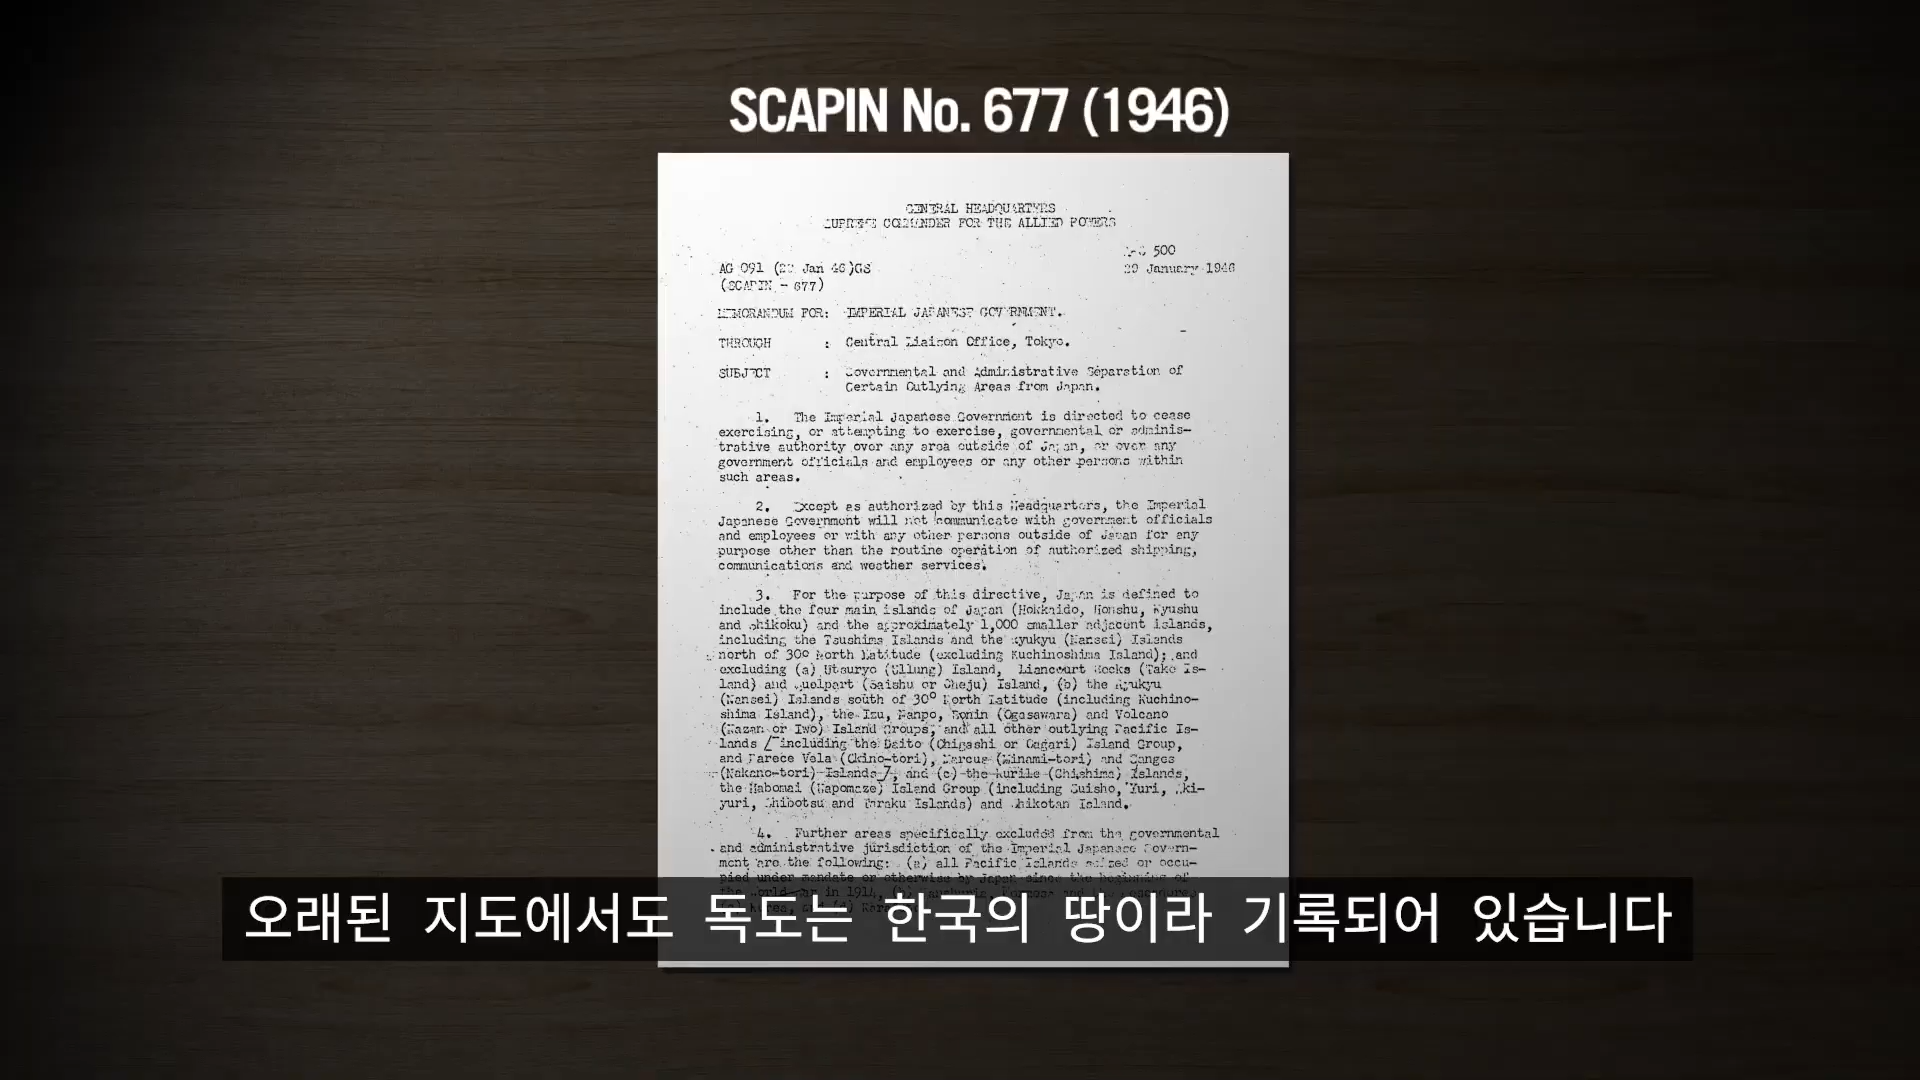 SCAPIN No. 677 (1946)
GENERAL HEADQUARTERS
SUPREME COMMANDER FOR THE ALLIED POWERS
500
AG 091 ( Jan 46)GS
January 1946
(SCAPIN - 677)
MEMORANDUM FOR: IMPERIAL JAPANESE GOVERNMENT.
THROUGH : Central Liaison Office, Tokyo.
SUBJECT : Governmental and Administrative Separation of
Certain Outlying Areas from Japan.
1. The Imperial Japanese Government is directed to cease
exercising, or attempting to exercise, governmental or adminis-
trative authority over any area outside of Japan, or over any
government officials and employees or any other persons within
such areas.
2. Except as authorized by this Headquarters, the Imperial
Japanese Government will not communicate with government officials
and employees or with any other persons outside of Japan for any
purpose other than the routine operation of authorized shipping,
communications and weather services.
3. For the purpose of this directive, Japan is defined to
include the four main islands of Japan (Hokkaido, Honshu, Kyushu
and Shikoku) and the approximately 1,000 smaller adjacent islands,
including the Tsushima Islands and the Ryukyu (Nansei) Islands
north of 30° North Latitude (excluding Kuchinoshima Island); and
excluding (a) Utsuryo (Ullung) Island, Liancourt Rocks (Take Is-
land) and Quelpart (Saishu or Cheju) Island, (b) the Ryukyu
(Nansei) Islands south of 30° North Latitude (including Kuchino-
shima Island), the Izu, Nanpo, Bonin (Ogasawara) and Volcano
(Kazan or Iwo) Island Groups, and all other outlying Pacific Is-
lands [including the Daito (Ohigashi or Oagari) Island Group,
and Parece Vela (Okino-tori), Marcus (Minami-tori) and Ganges
(Nakano-tori) Islands], and (c) the Kurile (Chishima) Islands,
the Habomai (Hapomaze) Island Group (including Suisho, Yuri, Aki-
yuri, Shibotsu and Taraku Islands) and Shikotan Island.
4. Further areas specifically excluded from the governmental
and administrative jurisdiction of the Imperial Japanese Govern-
ment are the following: (a) all Pacific Islands seized or occu-
pied under mandate or otherwise by Japan since the beginning of
the World War in 1914, (b)
오래된 지도에서도 독도는 한국의 땅이라 기록되어 있습니다